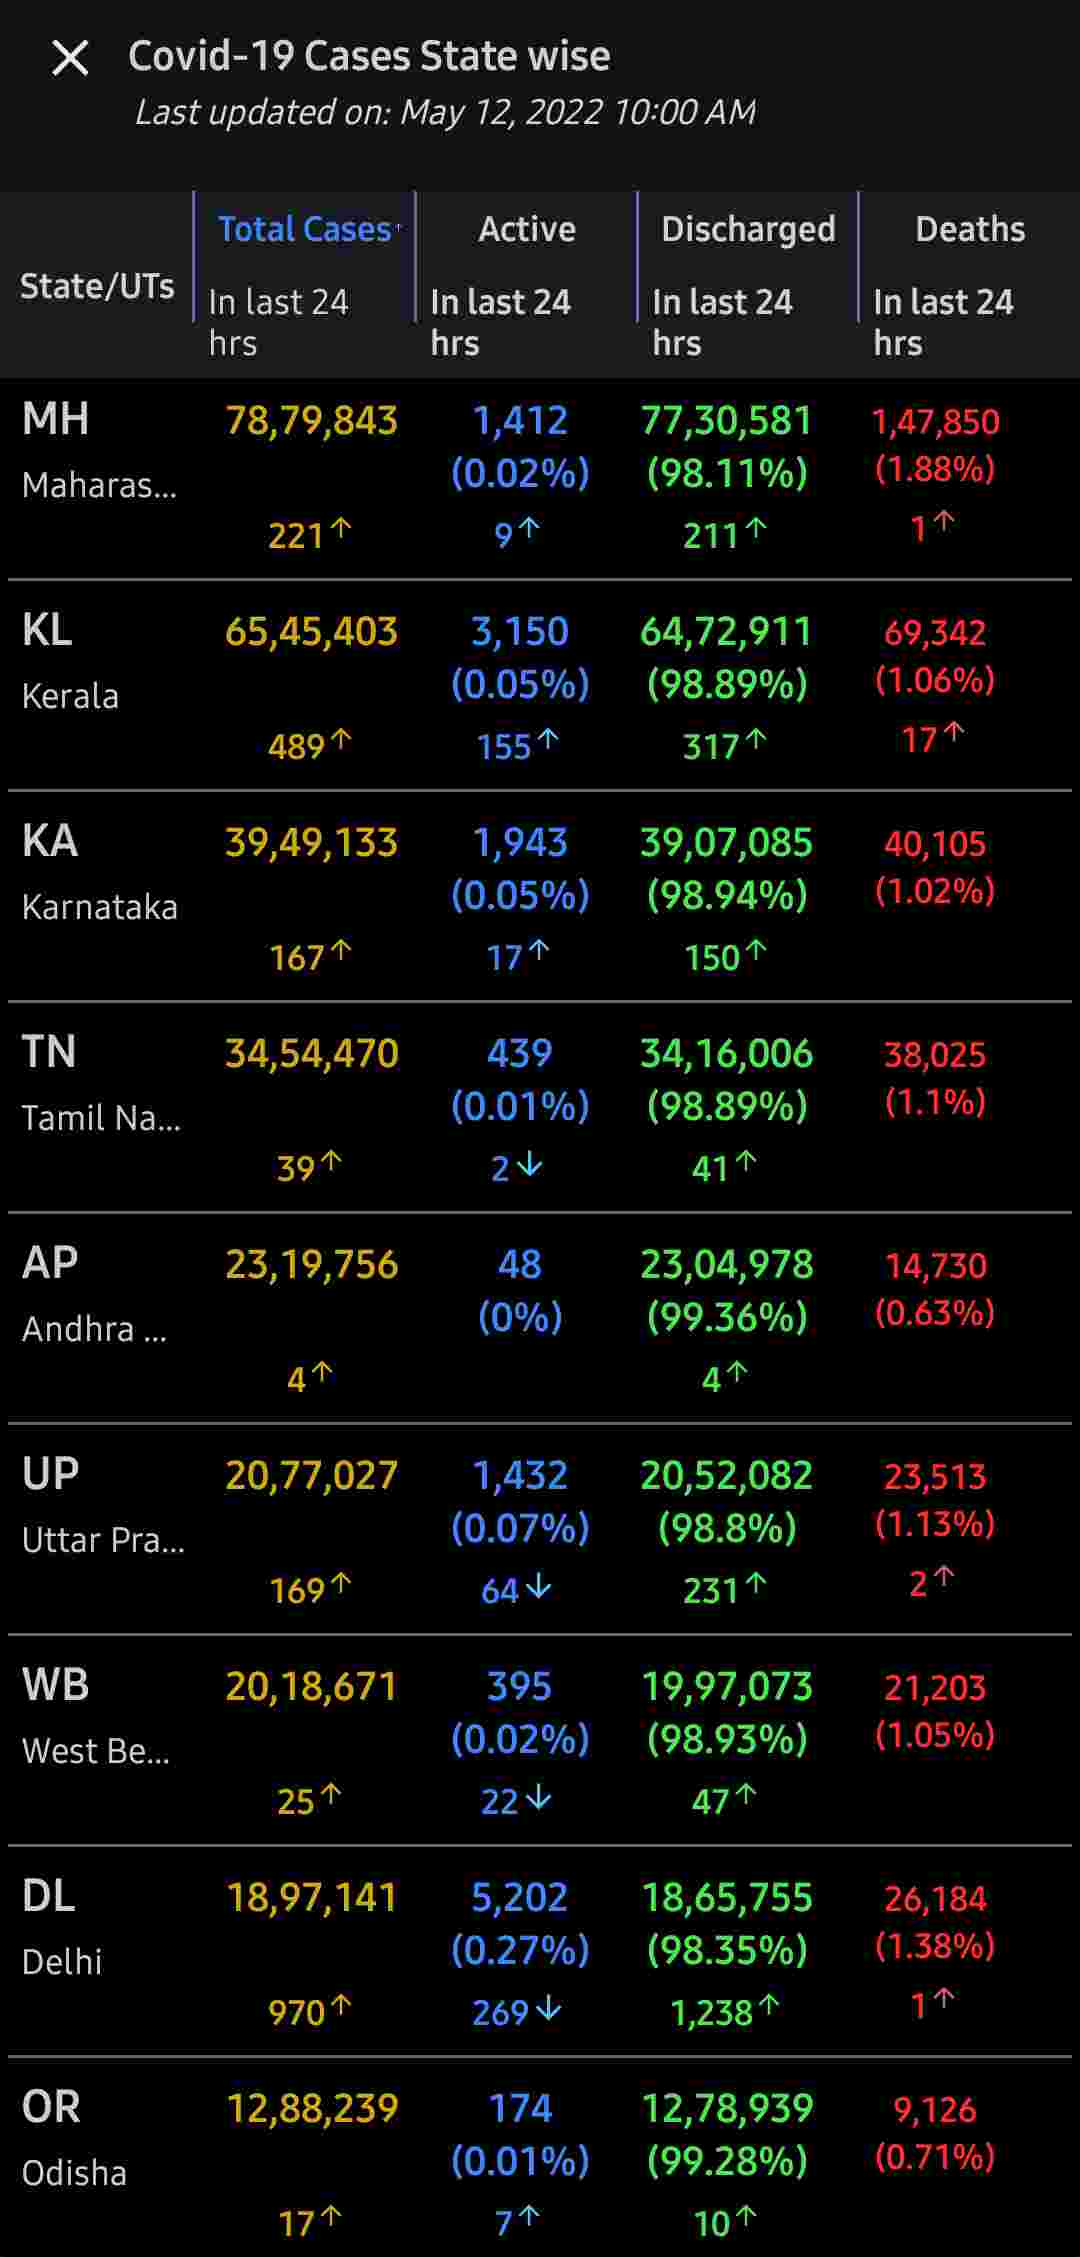 Covid-19 Cases State wise
Last updated on: May 12, 2022 10:00 AM
State/UTs
Total Cases↑ Active Discharged Deaths
In last 24 hrs In last 24 hrs In last 24 hrs In last 24 hrs
MH 78,79,843 1,412 77,30,581 1,47,850
Maharas... (0.02%) (98.11%) (1.88%)
221↑ 9↑ 211↑ 1↑
KL 65,45,403 3,150 64,72,911 69,342
Kerala (0.05%) (98.89%) (1.06%)
489↑ 155↑ 317↑ 17↑
KA 39,49,133 1,943 39,07,085 40,105
Karnataka (0.05%) (98.94%) (1.02%)
167↑ 17↑ 150↑
TN 34,54,470 439 34,16,006 38,025
Tamil Na... (0.01%) (98.89%) (1.1%)
39↑ 2↓ 41↑
AP 23,19,756 48 23,04,978 14,730
Andhra ... (0%) (99.36%) (0.63%)
4↑ 4↑
UP 20,77,027 1,432 20,52,082 23,513
Uttar Pra... (0.07%) (98.8%) (1.13%)
169↑ 64↓ 231↑ 2↑
WB 20,18,671 395 19,97,073 21,203
West Be... (0.02%) (98.93%) (1.05%)
25↑ 22↓ 47↑
DL 18,97,141 5,202 18,65,755 26,184
Delhi (0.27%) (98.35%) (1.38%)
970↑ 269↓ 1,238↑ 1↑
OR 12,88,239 174 12,78,939 9,126
Odisha (0.01%) (99.28%) (0.71%)
17↑ 7↑ 10↑